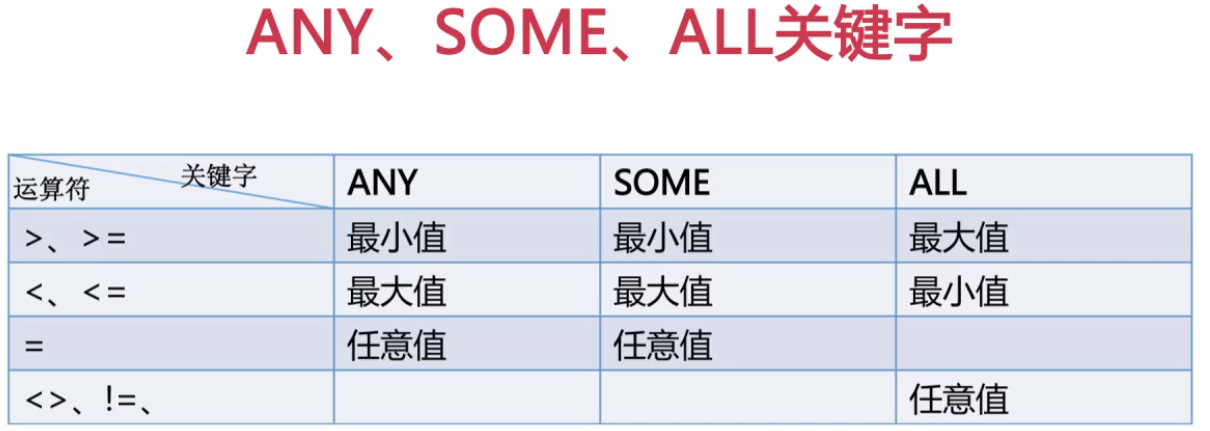 ANY、SOME、ALL关键字
关键字
运算符 ANY SOME ALL
>、>= 最小值 最小值 最大值
<、<= 最大值 最大值 最小值
= 任意值 任意值
<>、!=、 任意值